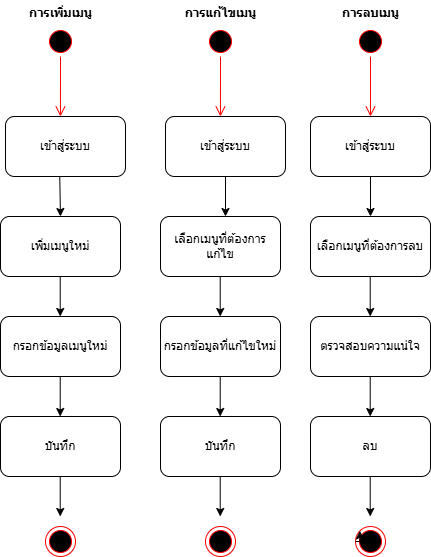 การเพิ่มเมนู
การแก้ไขเมนู
การลบเมนู
เข้าสู่ระบบ
เข้าสู่ระบบ
เข้าสู่ระบบ
เพิ่มเมนูใหม่
เลือกเมนูที่ต้องการ
แก้ไข
เลือกเมนูที่ต้องการลบ
กรอกข้อมูลเมนูใหม่
กรอกข้อมูลที่แก้ไขใหม่
ตรวจสอบความแน่ใจ
บันทึก
บันทึก
ลบ